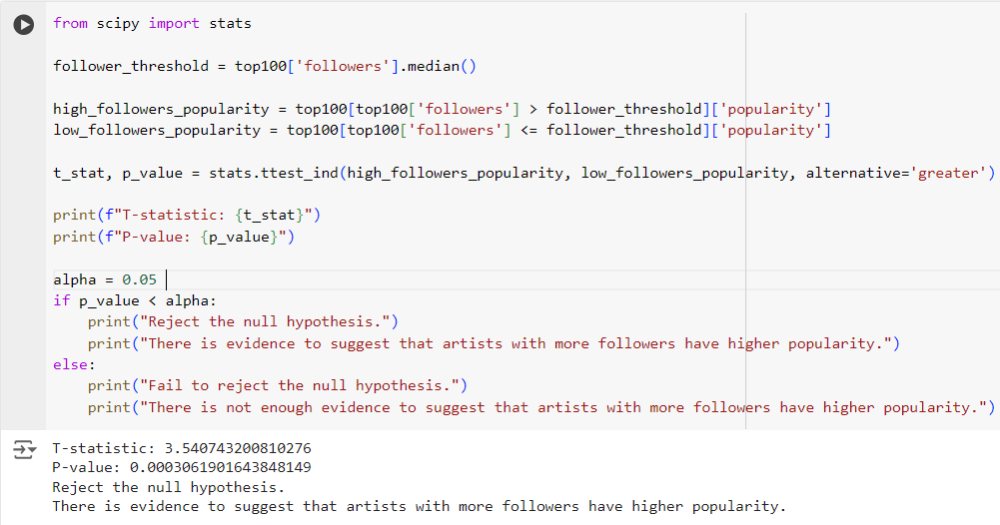 from scipy import stats
follower_threshold = top100['followers'].median()
high_followers_popularity = top100[top100['followers'] > follower_threshold]['popularity']
low_followers_popularity = top100[top100['followers'] <= follower_threshold]['popularity']
t_stat, p_value = stats.ttest_ind(high_followers_popularity, low_followers_popularity, alternative='greater')
print(f"T-statistic: {t_stat}")
print(f"P-value: {p_value}")
alpha = 0.05
if p_value < alpha:
    print("Reject the null hypothesis.")
    print("There is evidence to suggest that artists with more followers have higher popularity.")
else:
    print("Fail to reject the null hypothesis.")
    print("There is not enough evidence to suggest that artists with more followers have higher popularity.")
T-statistic: 3.540743200810276
P-value: 0.0003061901643848149
Reject the null hypothesis.
There is evidence to suggest that artists with more followers have higher popularity.